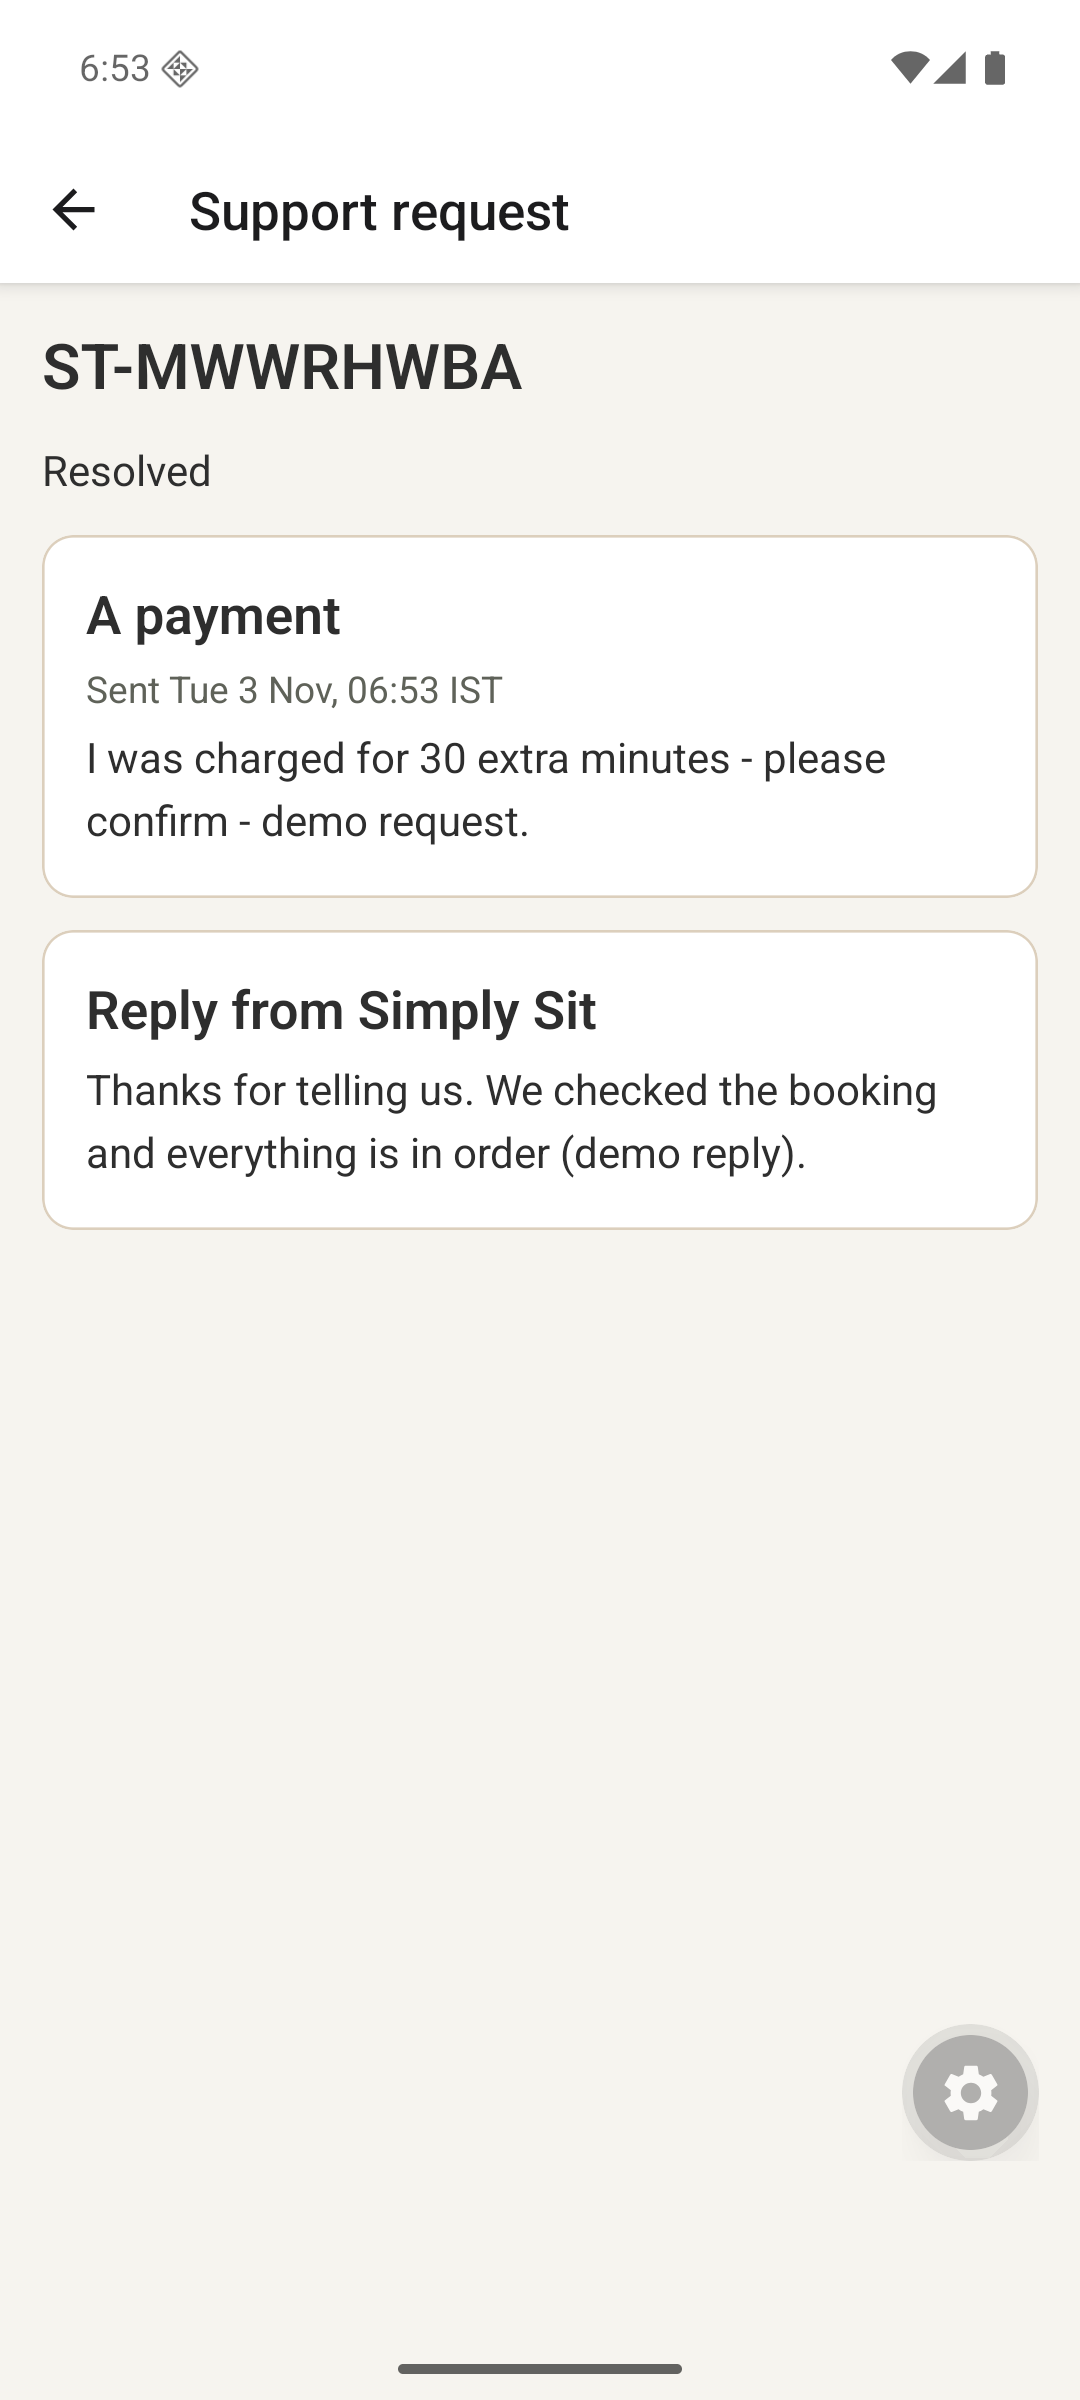 6:53
Support request
ST-MWWRHWBA
Resolved
A payment
Sent Tue 3 Nov, 06:53 IST
I was charged for 30 extra minutes - please
confirm - demo request.
Reply from Simply Sit
Thanks for telling us. We checked the booking
and everything is in order (demo reply).